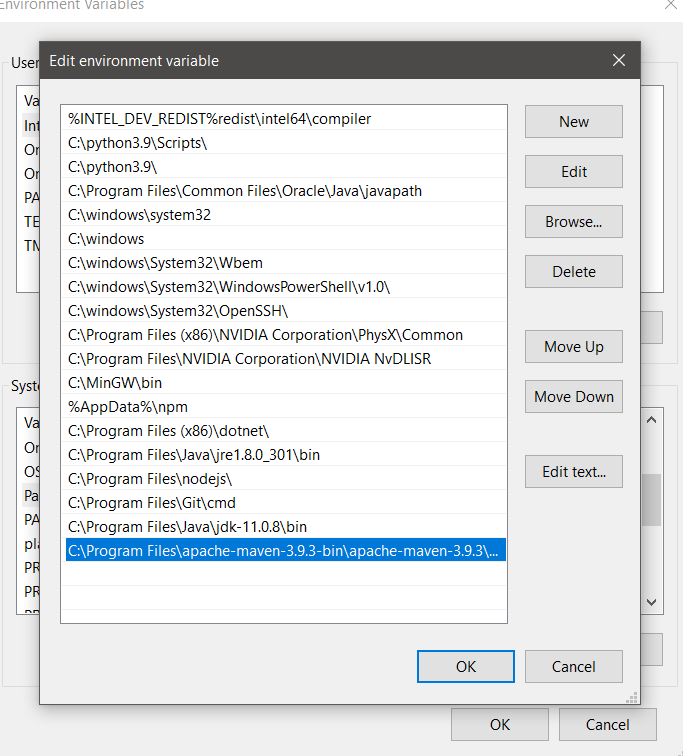 Environment Variables
Edit environment variable
User
Va
Int
Or
Or
PA
TE
TM
%INTEL_DEV_REDIST%redist\intel64\compiler
C:\python3.9\Scripts\
C:\python3.9\
C:\Program Files\Common Files\Oracle\Java\javapath
C:\windows\system32
C:\windows
C:\windows\System32\Wbem
C:\windows\System32\WindowsPowerShell\v1.0\
C:\windows\System32\OpenSSH\
C:\Program Files (x86)\NVIDIA Corporation\PhysX\Common
C:\Program Files\NVIDIA Corporation\NVIDIA NvDLISR
C:\MinGW\bin
%AppData%\npm
C:\Program Files (x86)\dotnet\
C:\Program Files\Java\jre1.8.0_301\bin
C:\Program Files\nodejs\
C:\Program Files\Git\cmd
C:\Program Files\Java\jdk-11.0.8\bin
C:\Program Files\apache-maven-3.9.3-bin\apache-maven-3.9.3\...
New
Edit
Browse...
Delete
Move Up
Move Down
Edit text...
Syste
Va
Or
OS
Pa
PA
pla
PR
PR
OK
Cancel
OK
Cancel